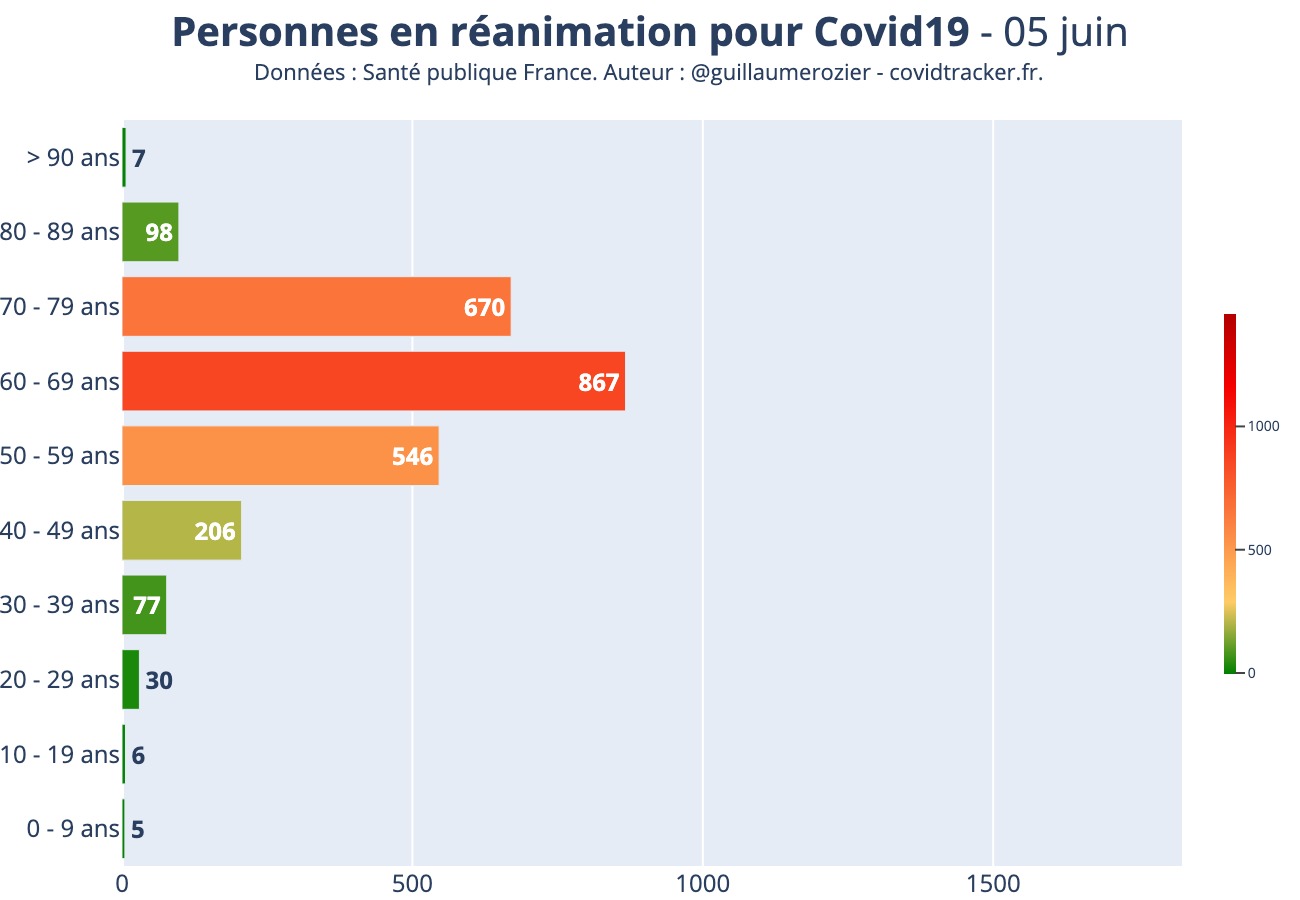 Personnes en réanimation pour Covid19 - 05 juin
Données : Santé publique France. Auteur : @guillaumerozier - covidtracker.fr.
> 90 ans 7
80 - 89 ans 98
70 - 79 ans 670
60 - 69 ans 867
50 - 59 ans 546
40 - 49 ans 206
30 - 39 ans 77
20 - 29 ans 30
10 - 19 ans 6
0 - 9 ans 5
0 500 1000 1500
1000
500
0